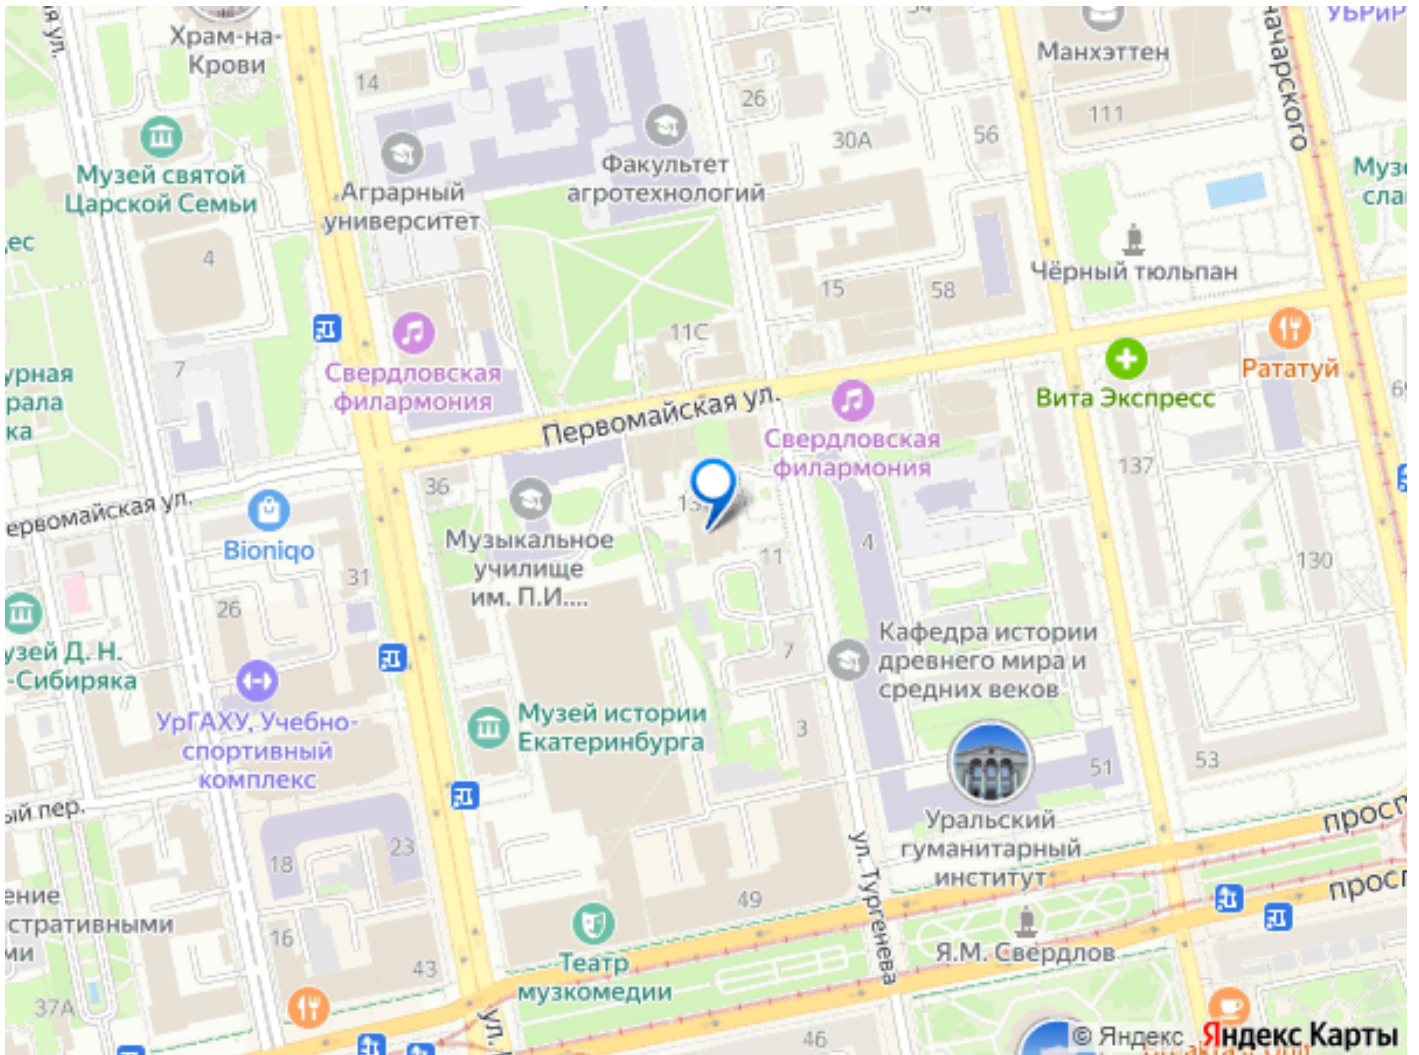 Храм-на-
Крови
14
Манхэттен
111
26
30А
56
Музей святой
Царской Семьи
Аграрный
университет
Факультет
агротехнологий
4
Чёрный тюльпан
15
58
11С
7
Свердловская
филармония
Первомайская ул.
Свердловская
филармония
Вита Экспресс
Рататуй
137
36
Bioniqo
Музыкальное
училище
им. П.И....
11
4
130
31
26
7
Кафедра истории
древнего мира и
средних веков
УрГАХУ, Учебно-
спортивный
комплекс
Музей истории
Екатеринбурга
3
51
53
Уральский
гуманитарный
институт
18
23
49
ул. Тургенева
16
43
Театр
музкомедии
Я.М. Свердлов
37А
46
© Яндекс Яндекс Карты